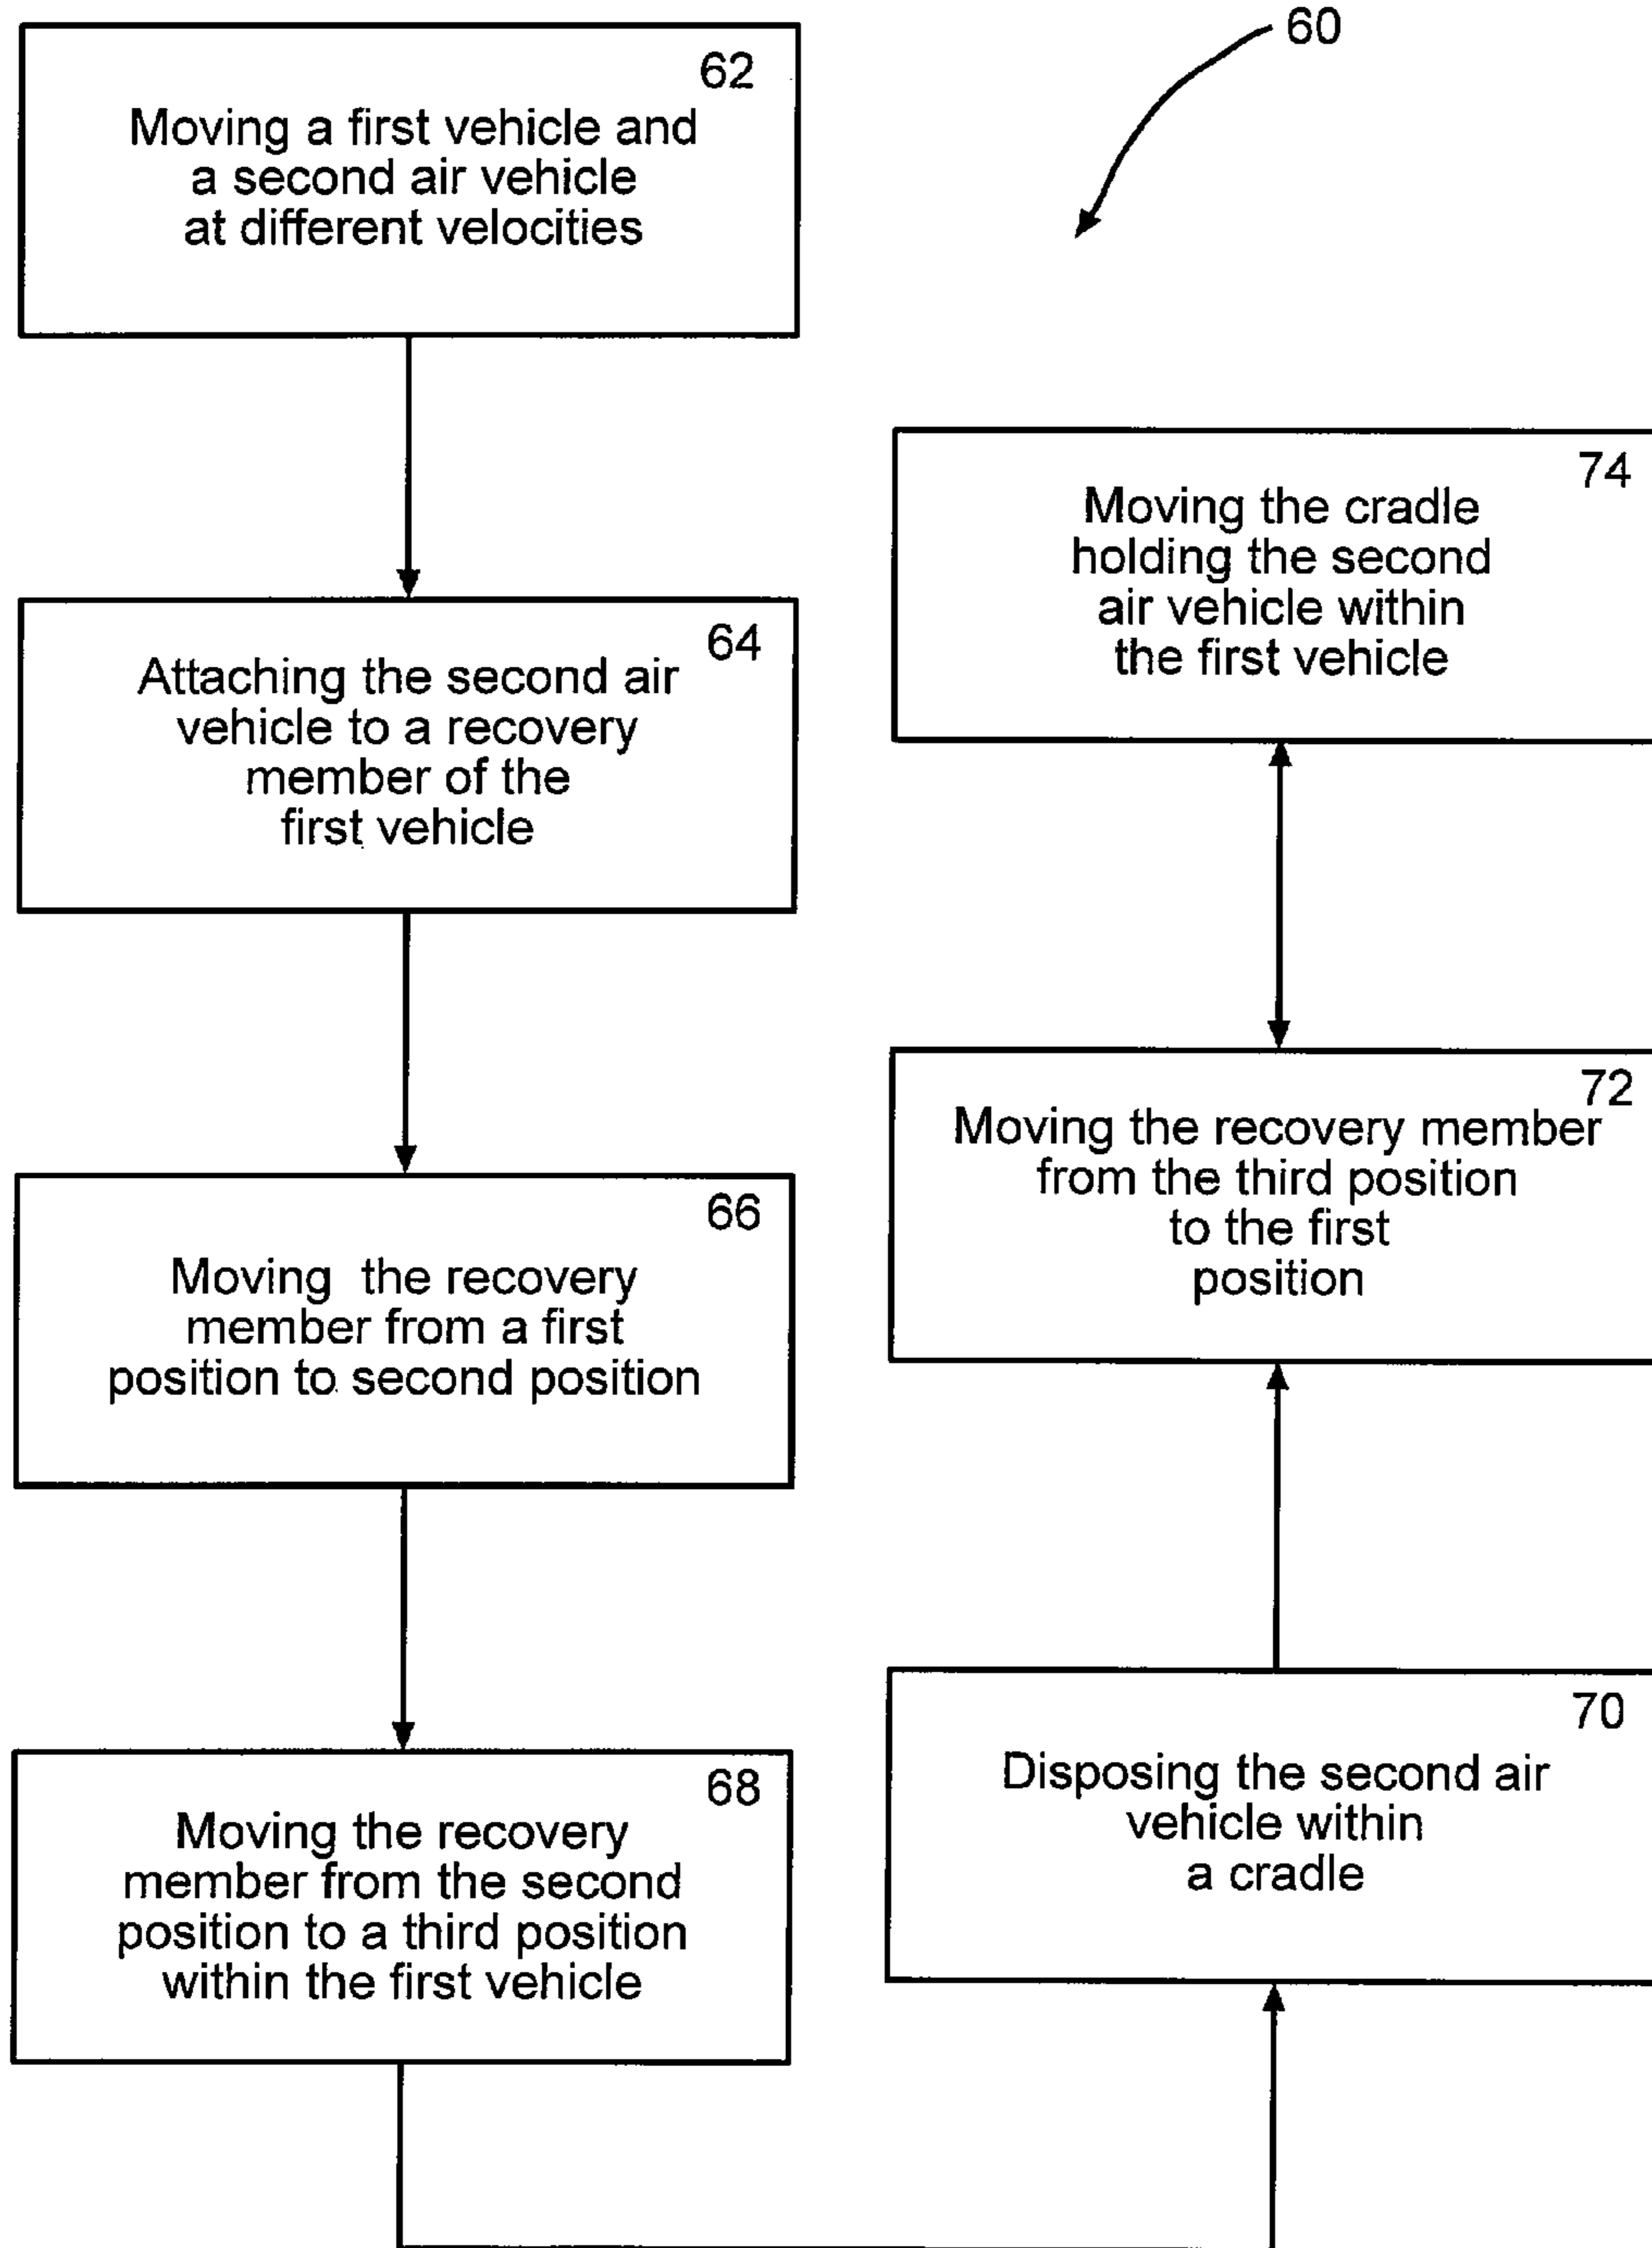 60
62
Moving a first vehicle and
a second air vehicle
at different velocities
64
Attaching the second air
vehicle to a recovery
member of the
first vehicle
66
Moving the recovery
member from a first
position to second position
68
Moving the recovery
member from the second
position to a third position
within the first vehicle
70
Disposing the second air
vehicle within
a cradle
72
Moving the recovery member
from the third position
to the first
position
74
Moving the cradle
holding the second
air vehicle within
the first vehicle